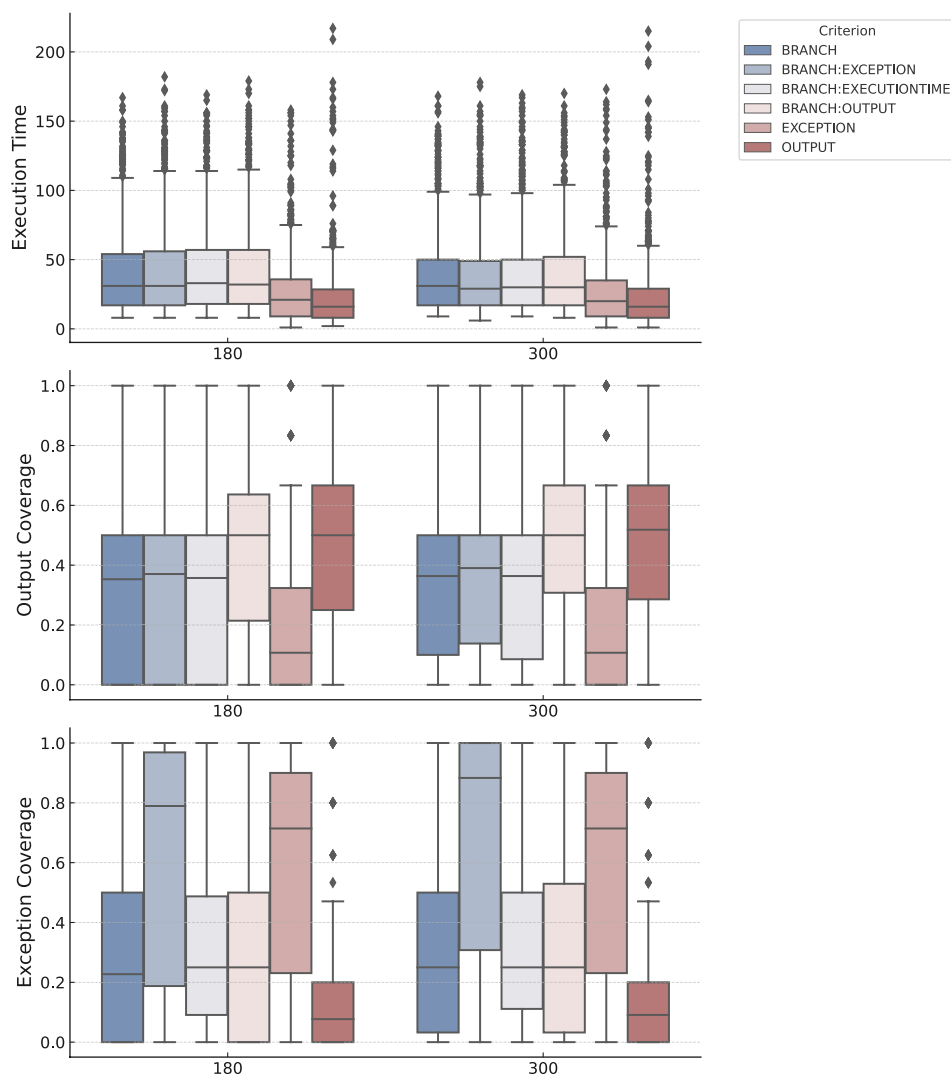 Execution Time
200
150
100
50
0
180
300
Criterion
BRANCH
BRANCH:EXCEPTION
BRANCH:EXECUTIONTIME
BRANCH:OUTPUT
EXCEPTION
OUTPUT
Output Coverage
1.0
0.8
0.6
0.4
0.2
0.0
180
300
Exception Coverage
1.0
0.8
0.6
0.4
0.2
0.0
180
300